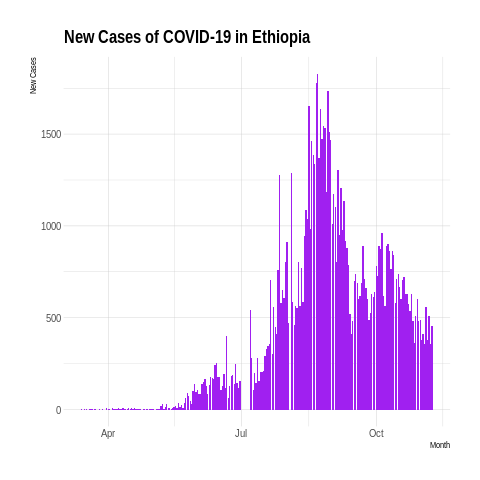 New Cases of COVID-19 in Ethiopia
New Cases
1500
1000
500
0
Apr
Jul
Oct
Month